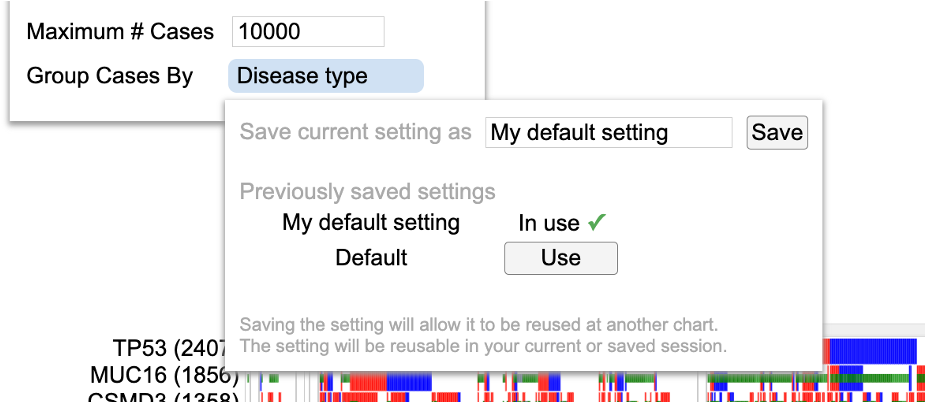 Maximum # Cases 10000
Group Cases By Disease type
Save current setting as My default setting Save
Previously saved settings
My default setting In use ✓
Default Use
Saving the setting will allow it to be reused at another chart.
The setting will be reusable in your current or saved session.
TP53 (2407
MUC16 (1856)
CSMD3 (1358)